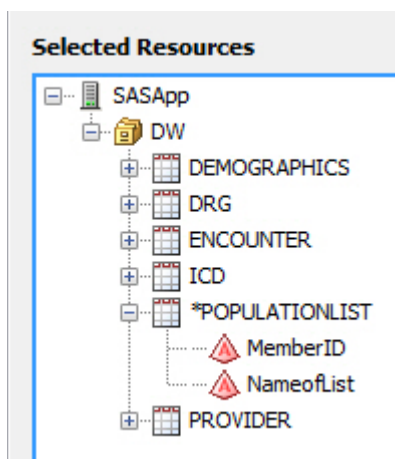 Selected Resources
SASApp
DW
DEMOGRAPHICS
DRG
ENCOUNTER
ICD
*POPULATIONLIST
MemberID
NameofList
PROVIDER